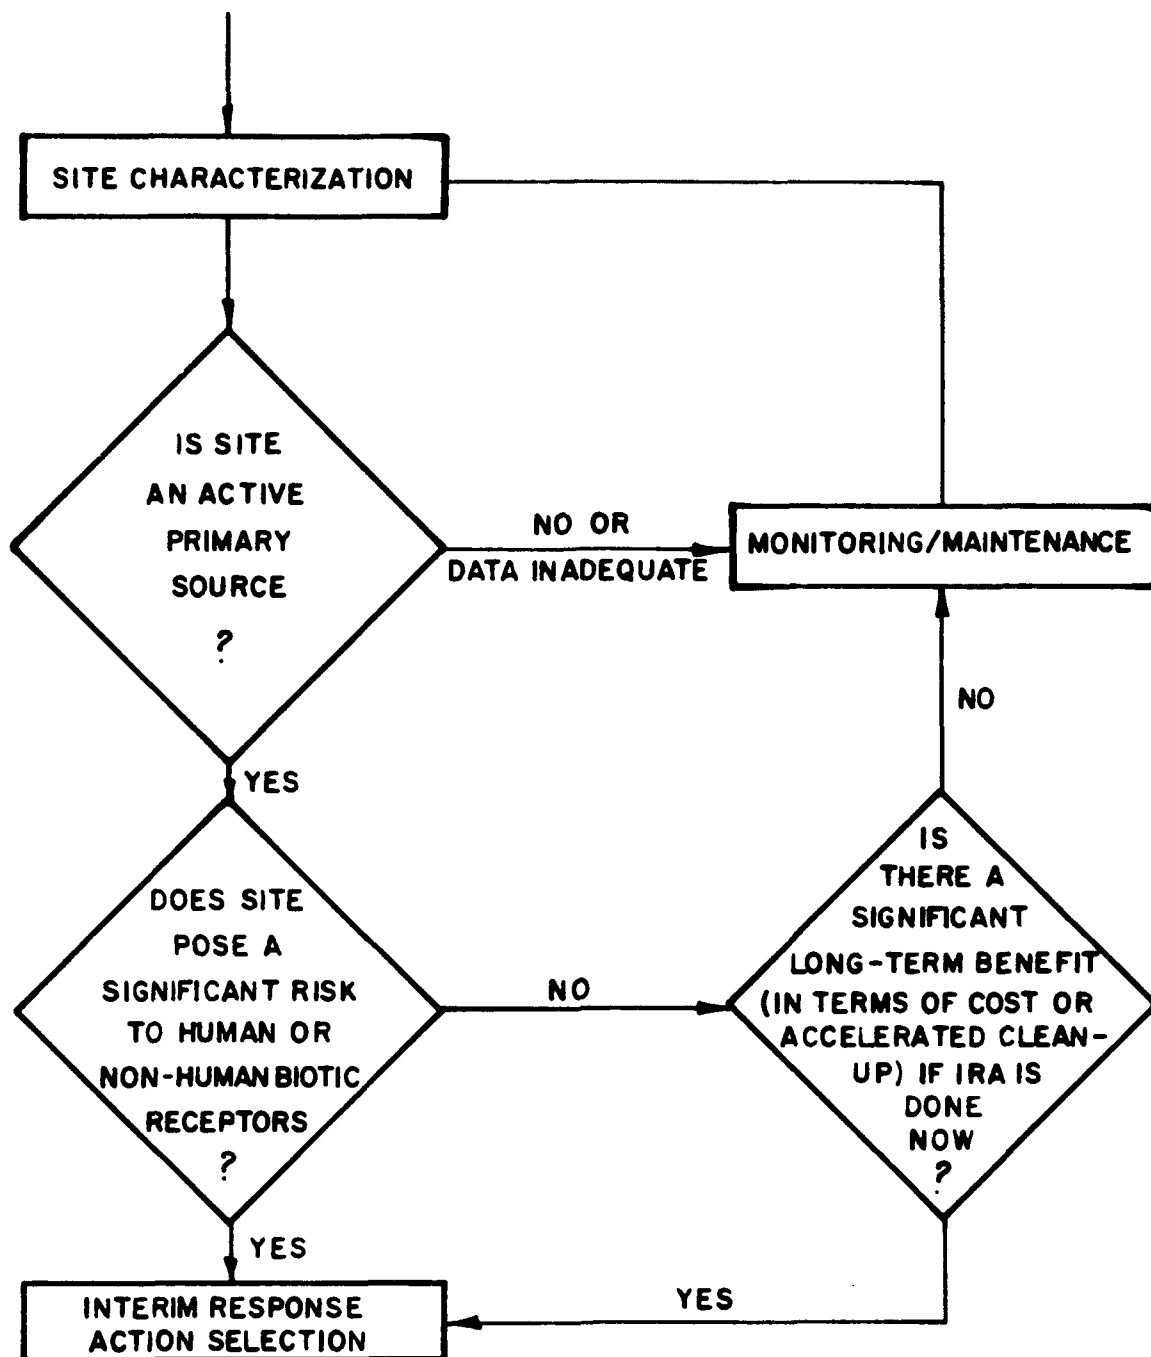 SITE CHARACTERIZATION
IS SITE
AN ACTIVE
PRIMARY
SOURCE
?
NO OR
DATA INADEQUATE
MONITORING/MAINTENANCE
YES
NO
DOES SITE
POSE A
SIGNIFICANT RISK
TO HUMAN OR
NON-HUMAN BIOTIC
RECEPTORS
?
NO
IS
THERE A
SIGNIFICANT
LONG-TERM BENEFIT
(IN TERMS OF COST OR
ACCELERATED CLEAN-
UP) IF IRA IS
DONE
NOW
?
YES
YES
INTERIM RESPONSE
ACTION SELECTION